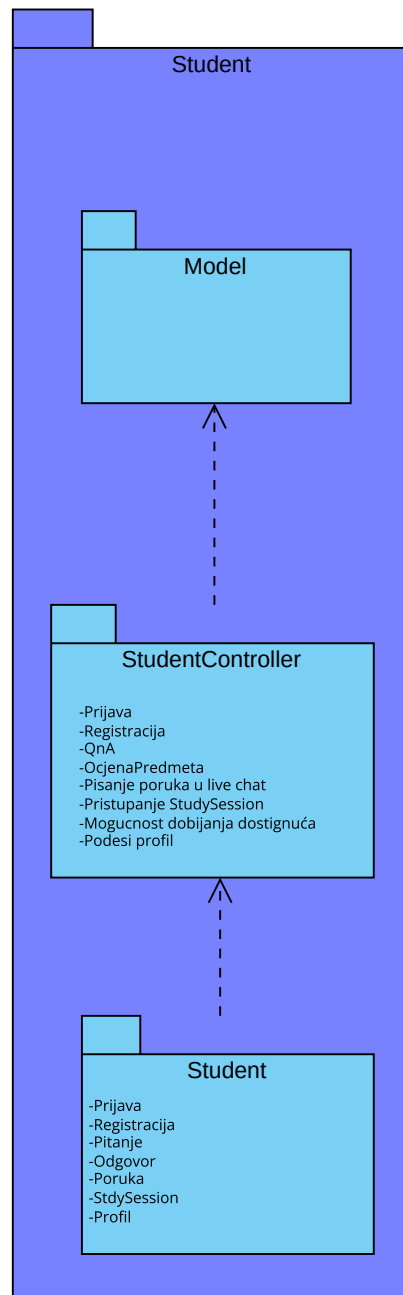 Student
Model
StudentController
-Prijava
-Registracija
-QnA
-OcjenaPredmeta
-Pisanje poruka u live chat
-Pristupanje StudySession
-Mogucnost dobijanja dostignuća
-Podesi profil
Student
-Prijava
-Registracija
-Pitanje
-Odgovor
-Poruka
-StdySession
-Profil